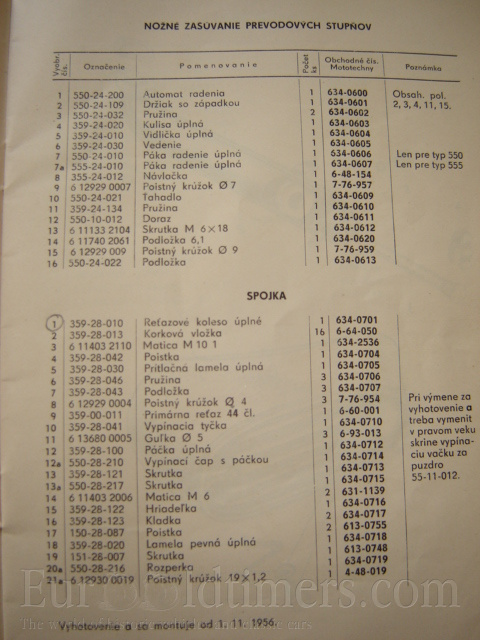 NOŽNÉ ZASÚVANIE PREVODOVÝCH STUPŇOV
Vyobr. čís. Označenie Pomenovanie Počet ks Obchodné čís. Mototechny Poznámka
1 550-24-200 Automat radenia 1 634-0600 Obsah. pol.
2 550-24-109 Držiak so západkou 1 634-0601 2, 3, 4, 11, 15.
3 550-24-032 Pružina 2 634-0602
4 359-24-020 Kulisa úplná 1 634-0603
5 359-24-010 Vidlička úplná 1 634-0604
6 359-24-030 Vedenie 1 634-0605
7 550-24-010 Páka radenia úplná 1 634-0606 Len pre typ 550
7a 555-24-010 Páka radenia úplná 1 634-0607 Len pre typ 555
8 355-24-012 Návlačka 1 6-48-154
9 6 12929 0007 Poistný krúžok Ø 7 1 7-76-957
10 550-24-021 Tahadlo 1 634-0609
11 359-24-134 Pružina 1 634-0610
12 550-10-012 Doraz 1 634-0611
13 6 11133 2104 Skrutka M 6×18 1 634-0612
14 6 11740 2061 Podložka 6,1 1 634-0620
15 6 12929 009 Poistný krúžok Ø 9 1 7-76-959
16 550-24-022 Podložka 1 634-0613
SPOJKA
1 359-28-010 Reťazové koleso úplné 1 634-0701
2 359-28-013 Korková vložka 16 6-64-050
3 6 11403 2110 Matica M 10 1 1 634-2536
4 359-28-042 Poistka 1 634-0704
5 359-28-030 Prítlačná lamela úplná 1 634-0705
6 359-28-046 Pružina 3 634-0706
7 359-28-043 Podložka 3 634-0707
8 6 12929 0004 Poistný krúžok Ø 4 3 7-76-954
9 359-00-011 Primárna reťaz 44 čl. 1 6-60-001
10 359-28-041 Vypínacia tyčka 1 634-0710
11 6 13680 0005 Guľka Ø 5 3 6-93-013
12 359-28-100 Páčka úplná 1 634-0712
12a 550-28-210 Vypínací čap s páčkou 1 634-0714
13 359-28-121 Skrutka 1 634-0713
13a 550-28-217 Skrutka 1 634-0715
14 6 11403 2006 Matica M 6 2 631-1139
15 359-28-122 Hriadeľka 1 634-0716
16 359-28-123 Kladka 2 634-0717
17 150-28-087 Poistka 2 613-0755
18 359-28-020 Lamela pevná úplná 1 634-0718
19 151-28-007 Skrutka 1 613-0748
20a 550-28-216 Rozperka 1 634-0719
21a 6 12930 0019 Poistný krúžok 19×1,2 1 4-48-019
Pri výmene za
vyhotovenie a
treba vymeniť
v pravom veku
skrine vypína-
ciu vačku za
puzdro
55-11-012.
Vyhotovenie a sa montuje od 1. 11. 1956.
EuroOldtimers.com